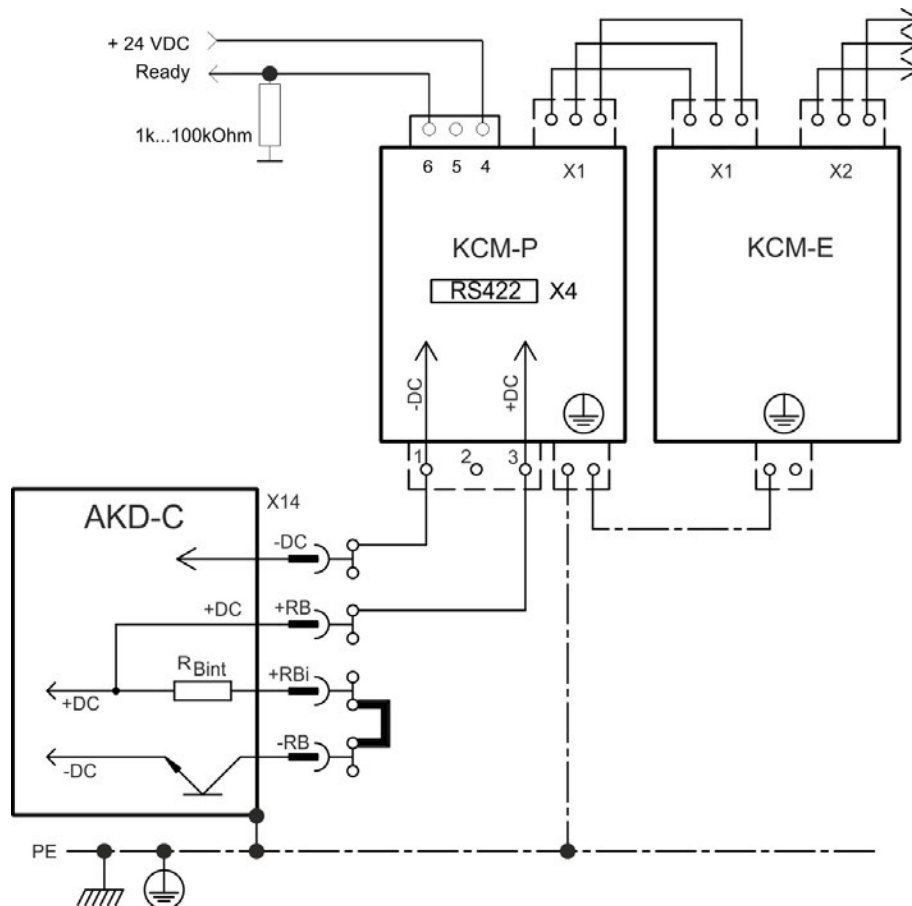 + 24 VDC
Ready
1k...100kOhm
6 5 4
X1
X1
X2
KCM-P
KCM-E
RS422 X4
-DC
+DC
1 2 3
AKD-C
X14
-DC
+DC +RB
RBint
+RBi
+DC
-RB
-DC
PE